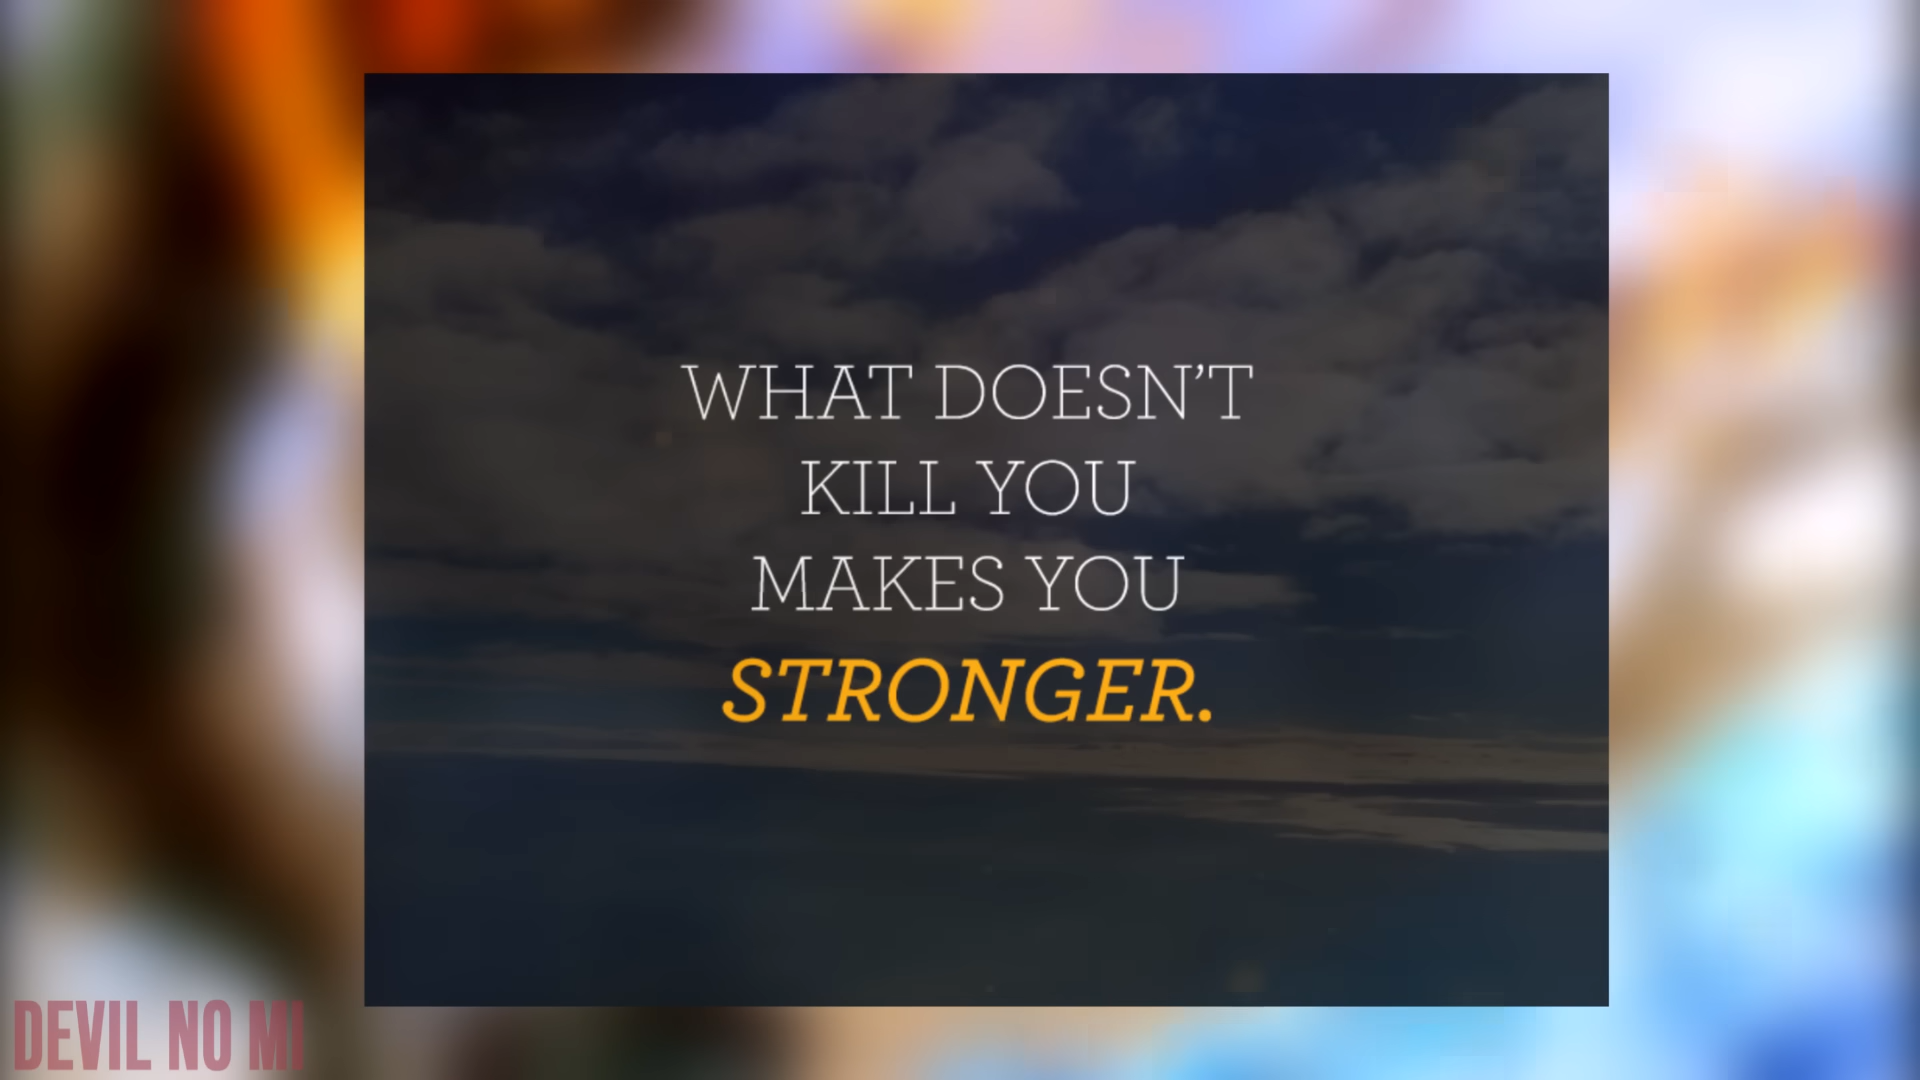 WHAT DOESN’T
KILL YOU
MAKES YOU
STRONGER.
DEVIL NO MI